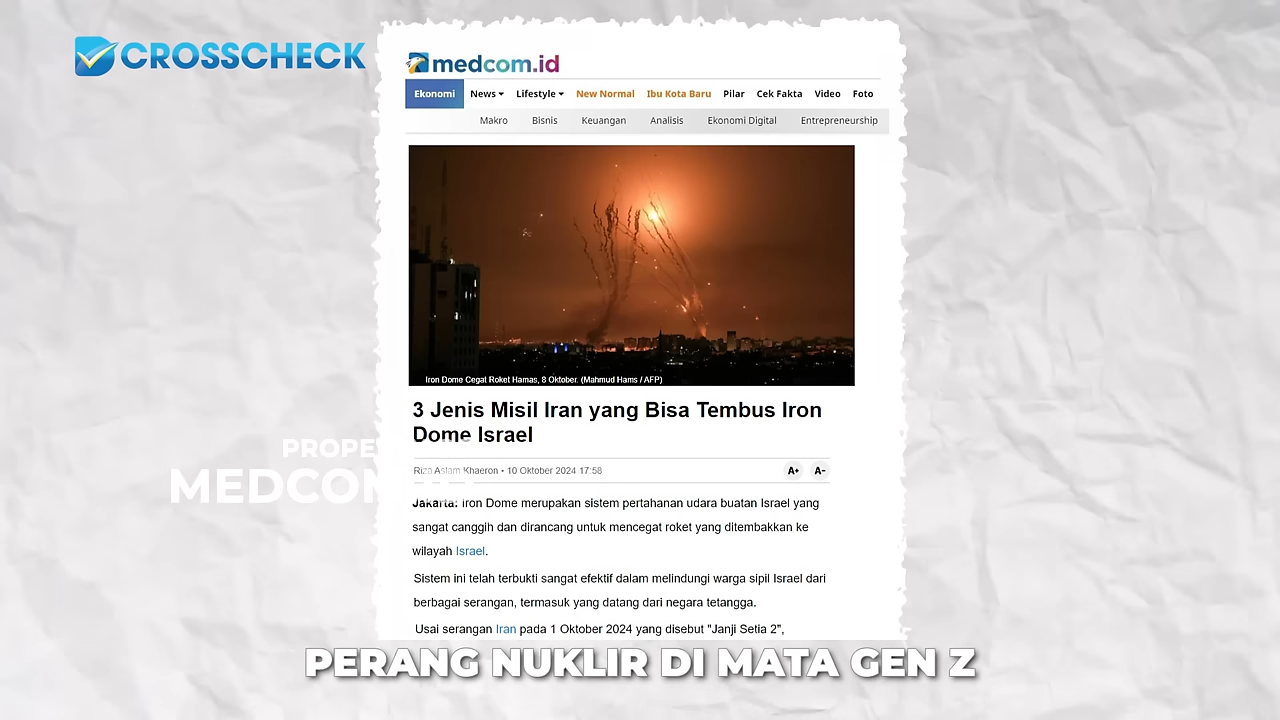 CROSSCHECK
medcom.id
Ekonomi News Lifestyle New Normal Ibu Kota Baru Pilar Cek Fakta Video Foto
Makro Bisnis Keuangan Analisis Ekonomi Digital Entrepreneurship
Iron Dome Cegat Roket Hamas, 8 Oktober. (Mahmud Hams / AFP)
3 Jenis Misil Iran yang Bisa Tembus Iron
Dome Israel
Riza Aslam Khaeron • 10 Oktober 2024 17:58
A+ A-
PROPE
MEDCOM
Jakarta: Iron Dome merupakan sistem pertahanan udara buatan Israel yang
sangat canggih dan dirancang untuk mencegat roket yang ditembakkan ke
wilayah Israel.
Sistem ini telah terbukti sangat efektif dalam melindungi warga sipil Israel dari
berbagai serangan, termasuk yang datang dari negara tetangga.
Usai serangan Iran pada 1 Oktober 2024 yang disebut "Janji Setia 2",
PERANG NUKLIR DI MATA GEN Z